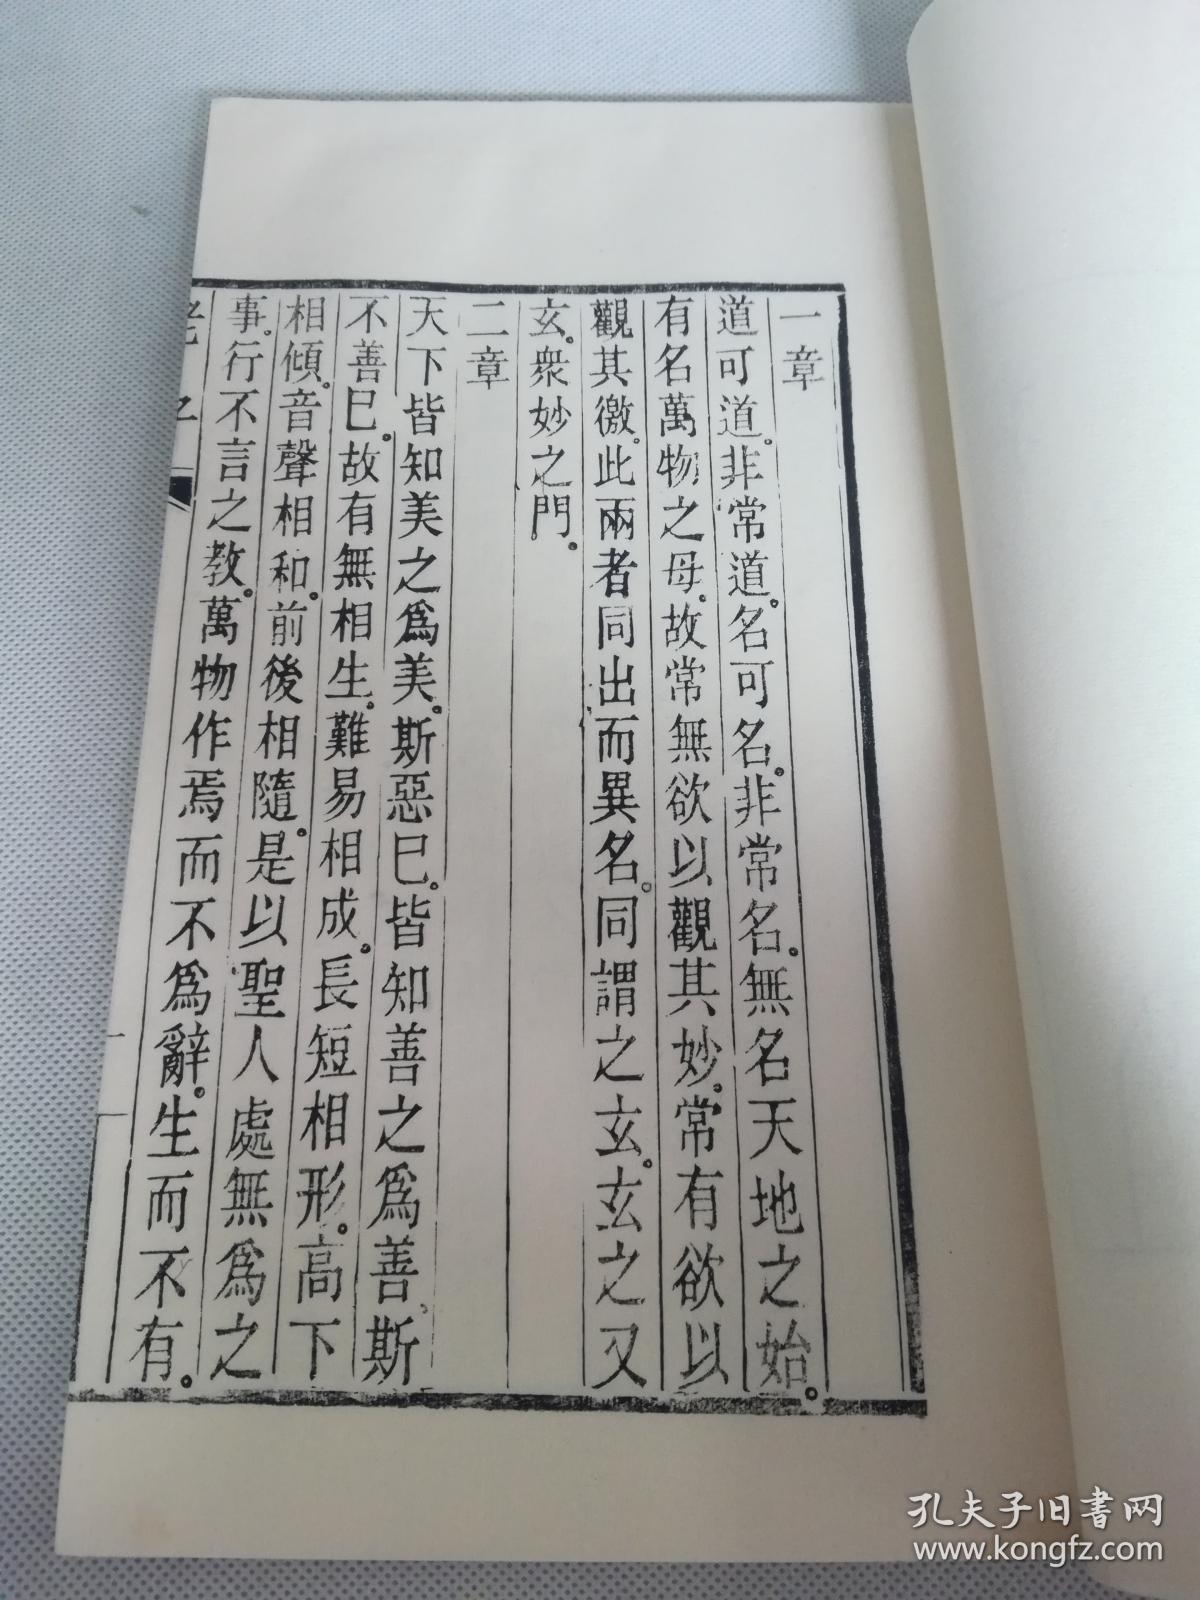 一章
道可道。非常道。名可名。非常名。無名天地之始。
有名萬物之母。故常無欲以觀其妙。常有欲以
觀其徼。此兩者同出而異名。同謂之玄。玄之又
玄。衆妙之門。
二章
天下皆知美之爲美。斯惡已。皆知善之爲善。斯
不善已。故有無相生。難易相成。長短相形。高下
相傾。音聲相和。前後相隨。是以聖人處無爲之
事。行不言之教。萬物作焉而不爲辭。生而不有。
孔夫子旧书网
www.kongfz.com